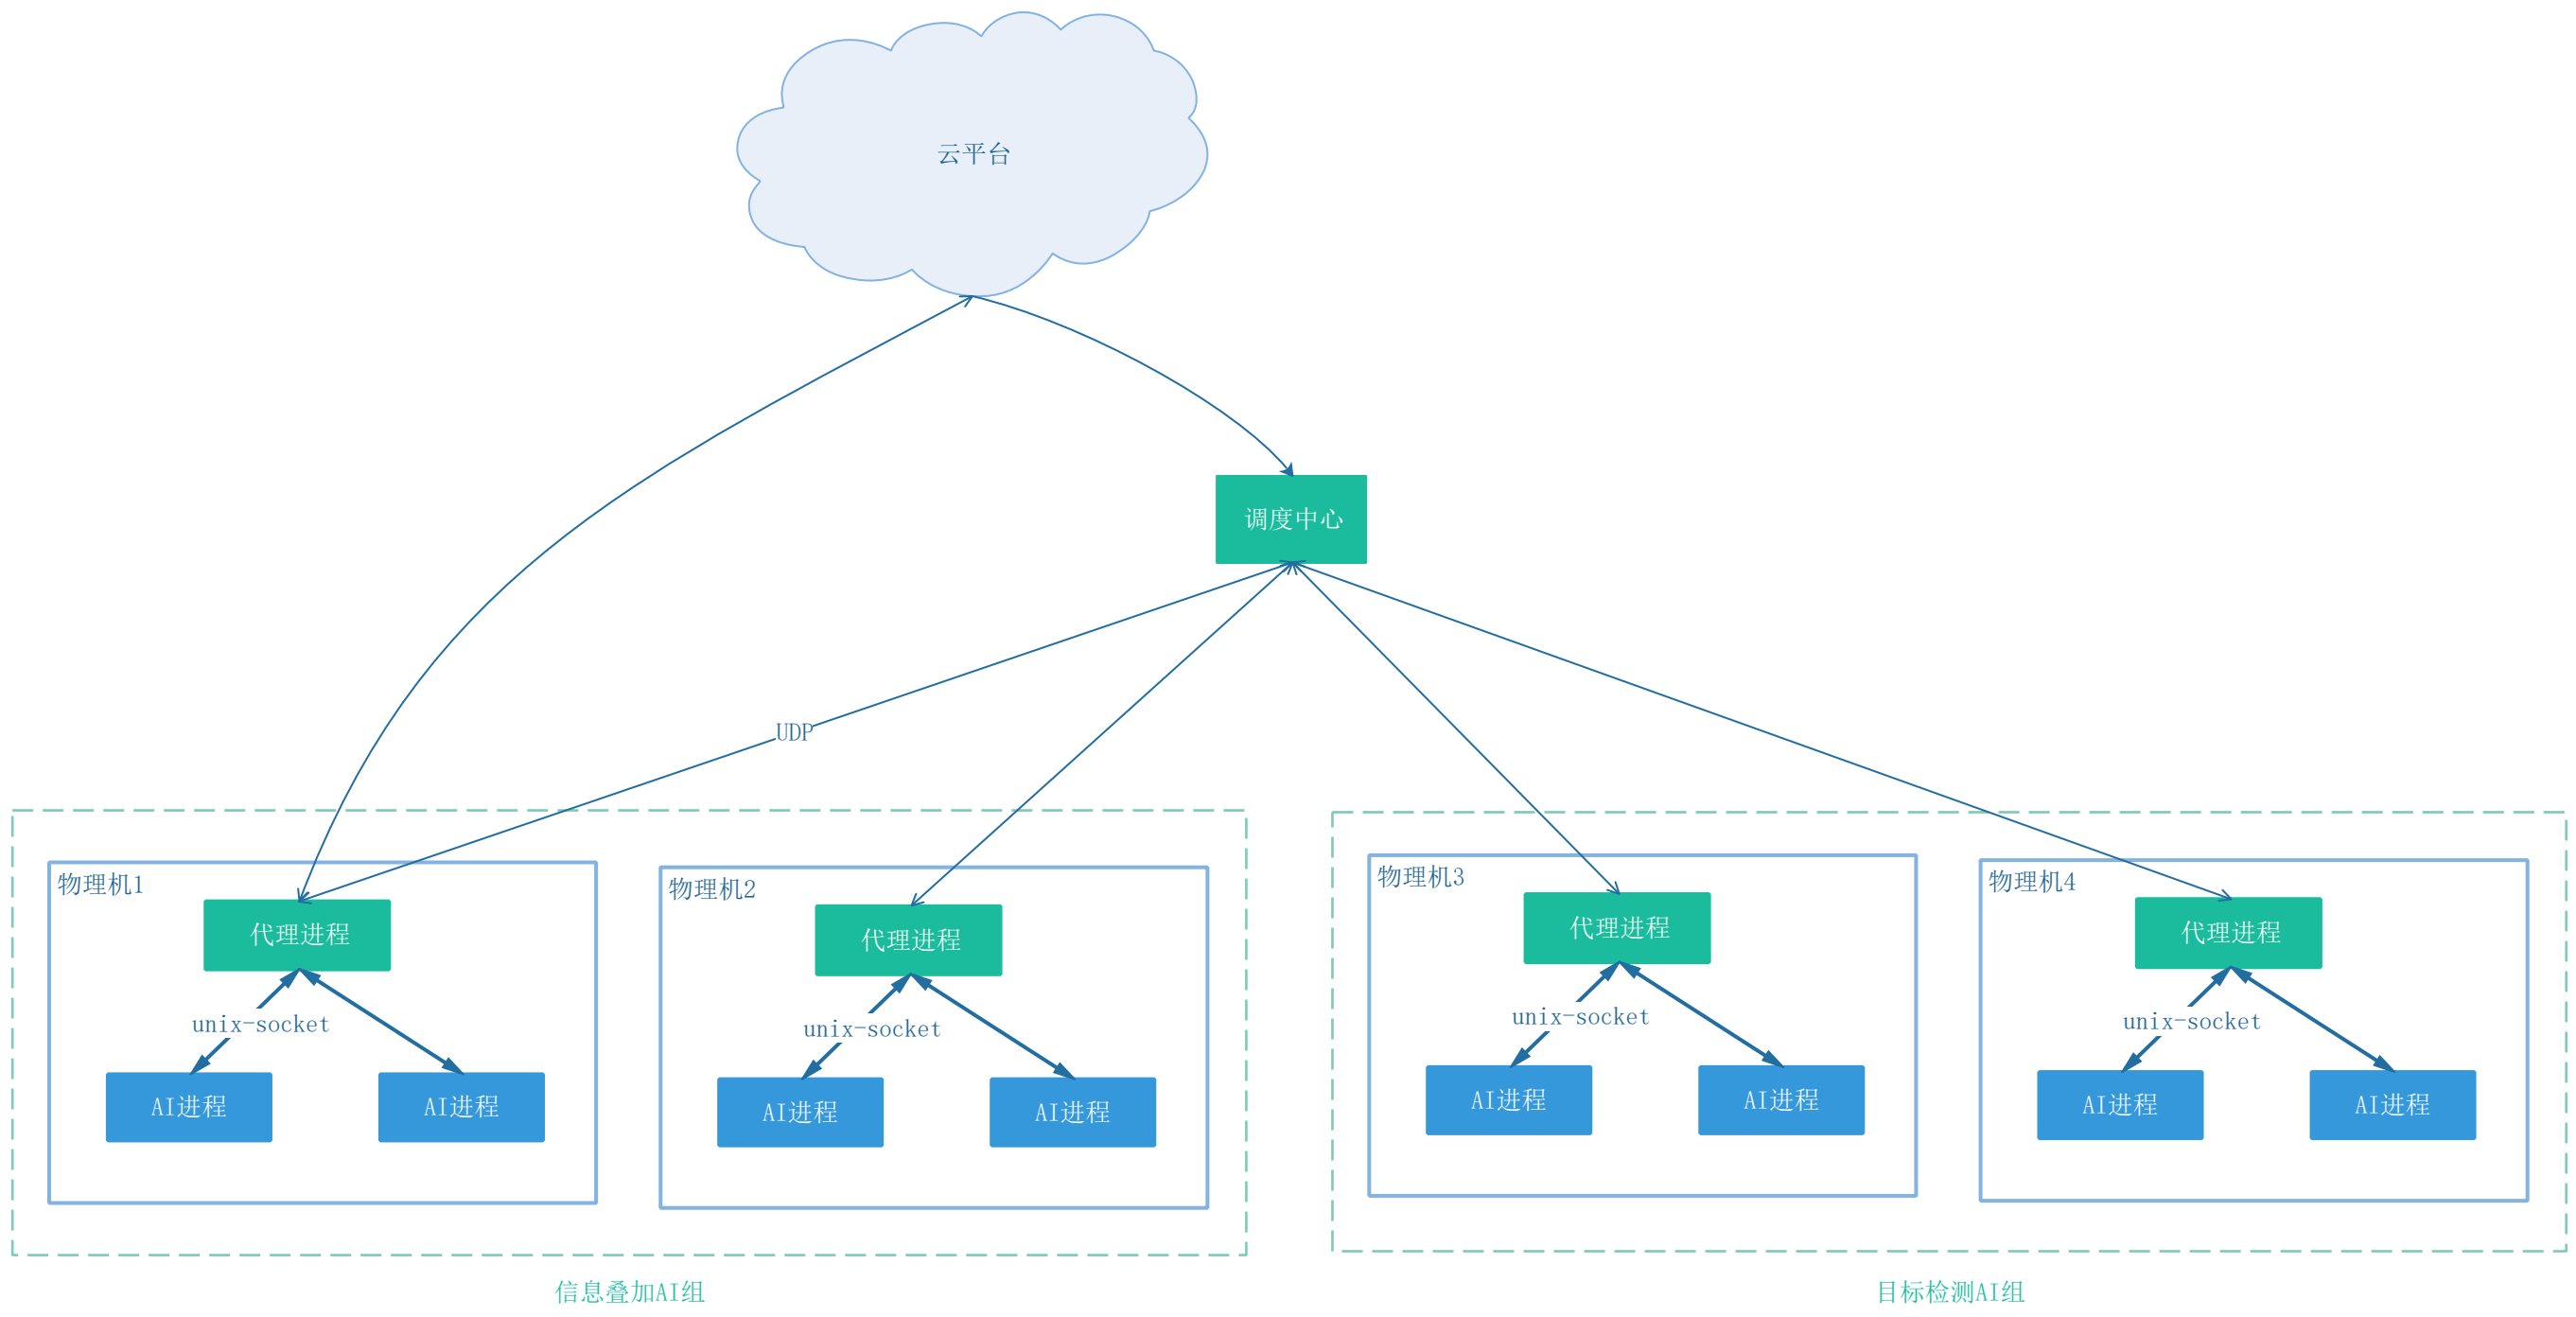 云平台
调度中心
UDP
物理机1
代理进程
unix-socket
AI进程
AI进程
物理机2
代理进程
unix-socket
AI进程
AI进程
信息叠加AI组
物理机3
代理进程
unix-socket
AI进程
AI进程
物理机4
代理进程
unix-socket
AI进程
AI进程
目标检测AI组